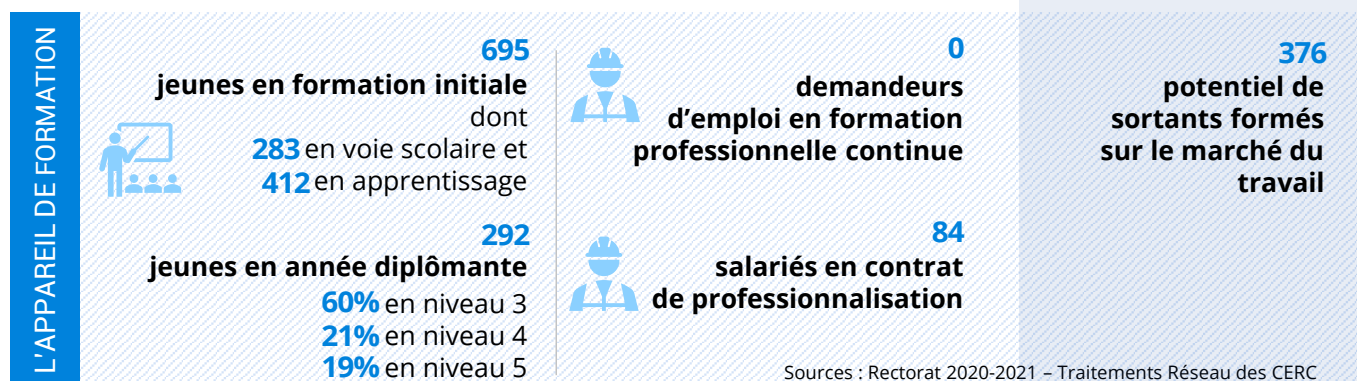 L'APPAREIL DE FORMATION
695
jeunes en formation initiale
dont
283 en voie scolaire et
412 en apprentissage
292
jeunes en année diplômante
60% en niveau 3
21% en niveau 4
19% en niveau 5
0
demandeurs
d’emploi en formation
professionnelle continue
84
salariés en contrat
de professionnalisation
376
potentiel de
sortants formés
sur le marché du
travail
Sources : Rectorat 2020-2021 – Traitements Réseau des CERC